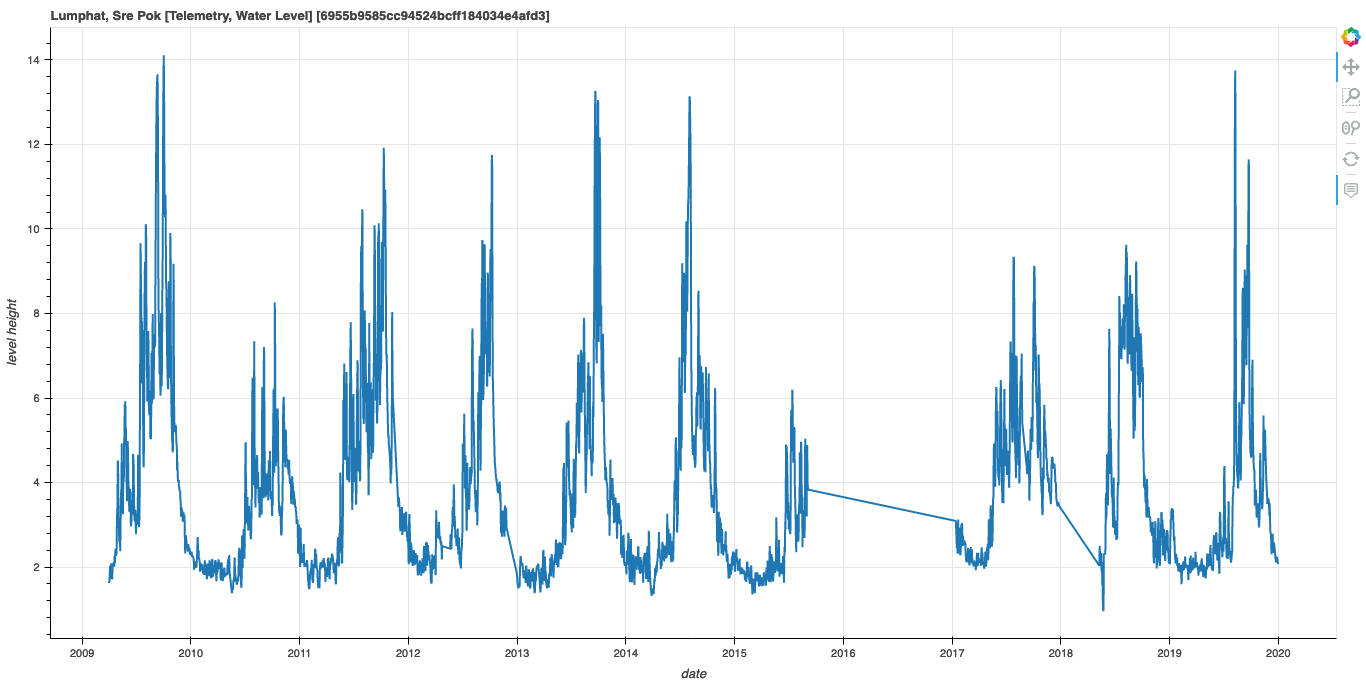 Lumphat, Sre Pok [Telemetry, Water Level] [6955b9585cc94524bcff184034e4afd3]
14
12
10
8
6
4
2
level height
2009 2010 2011 2012 2013 2014 2015 2016 2017 2018 2019 2020
date